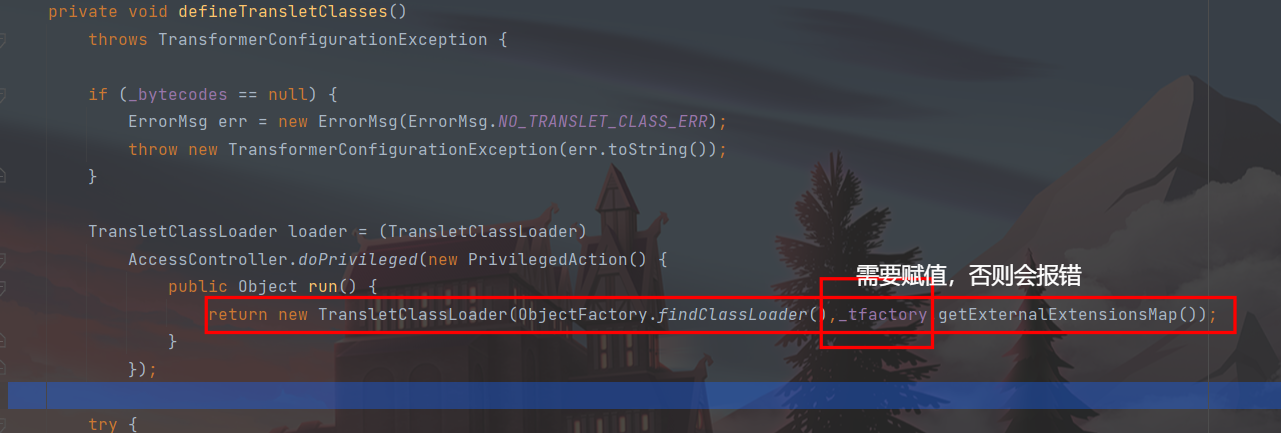 private void defineTransletClasses()
throws TransformerConfigurationException {
if (_bytecodes == null) {
ErrorMsg err = new ErrorMsg(ErrorMsg.NO_TRANSLET_CLASS_ERR);
throw new TransformerConfigurationException(err.toString());
}
TransletClassLoader loader = (TransletClassLoader)
AccessController.doPrivileged(new PrivilegedAction() {
需要赋值，否则会报错
public Object run() {
return new TransletClassLoader(ObjectFactory.findClassLoader(),_tfactory getExternalExtensionsMap());
}
});
try {